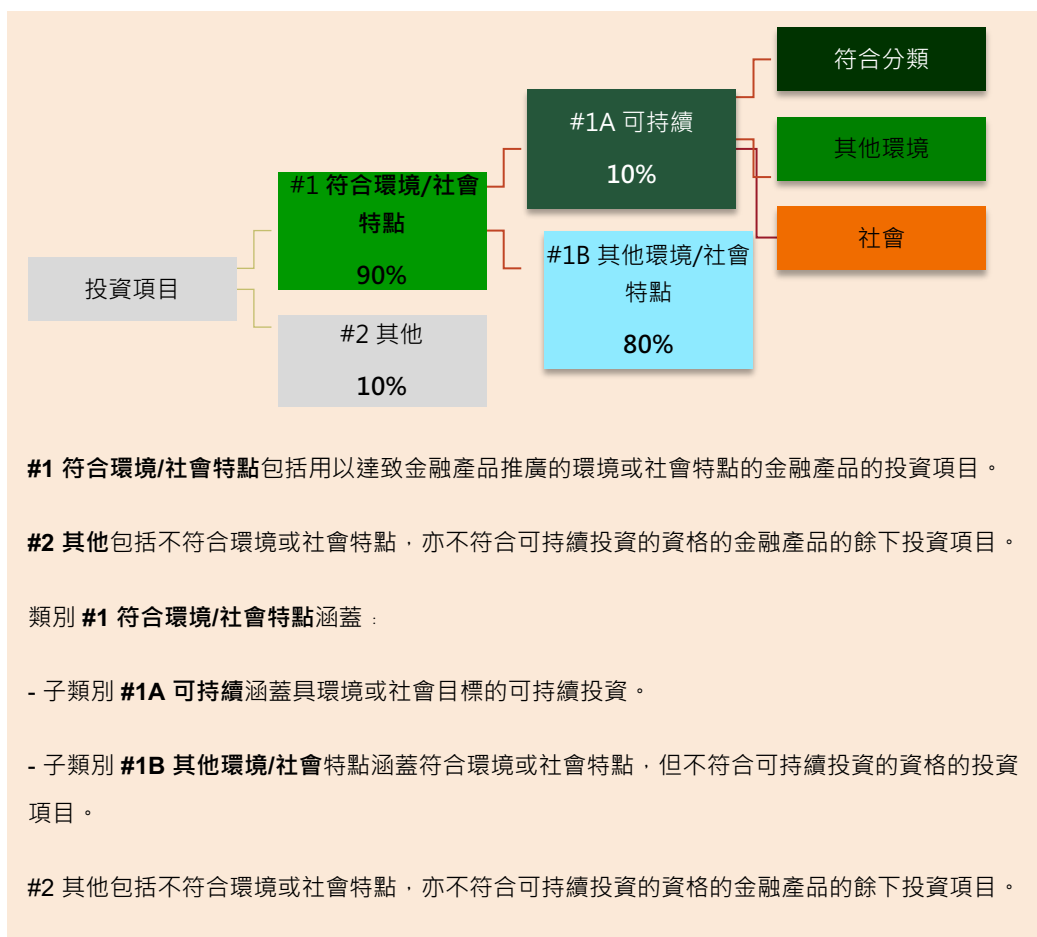 符合分類
#1A 可持續
10%
其他環境
#1 符合環境/社會
特點
90%
社會
#1B 其他環境/社會
特點
80%
投資項目
#2 其他
10%
#1 符合環境/社會特點包括用以達致金融產品推廣的環境或社會特點的金融產品的投資項目。
#2 其他包括不符合環境或社會特點，亦不符合可持續投資的資格的金融產品的餘下投資項目。
類別 #1 符合環境/社會特點涵蓋：
- 子類別 #1A 可持續涵蓋具環境或社會目標的可持續投資。
- 子類別 #1B 其他環境/社會特點涵蓋符合環境或社會特點，但不符合可持續投資的資格的投資
項目。
#2 其他包括不符合環境或社會特點，亦不符合可持續投資的資格的金融產品的餘下投資項目。